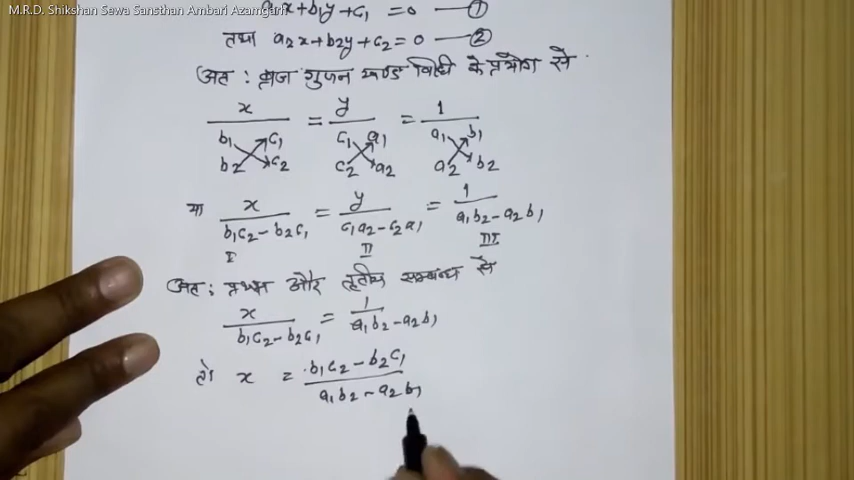 M.R.D. Shikshan Sewa Sansthan Ambari Azamgarh
a₁x+b₁y+c₁ =0 —①
तथा a₂x+b₂y+c₂=0 —②
अतः बज्र गुणन खण्ड विधि के प्रयोग से
x/(b₁ c₁ b₂ c₂) = y/(c₁ a₁ c₂ a₂) = 1/(a₁ b₁ a₂ b₂)
या x/(b₁c₂-b₂c₁) = y/(c₁a₂-c₂a₁) = 1/(a₁b₂-a₂b₁)
I II III
अतः प्रथम और तृतीय सम्बन्ध से
x/(b₁c₂-b₂c₁) = 1/(a₁b₂-a₂b₁)
तो x = (b₁c₂-b₂c₁)/(a₁b₂-a₂b₁)